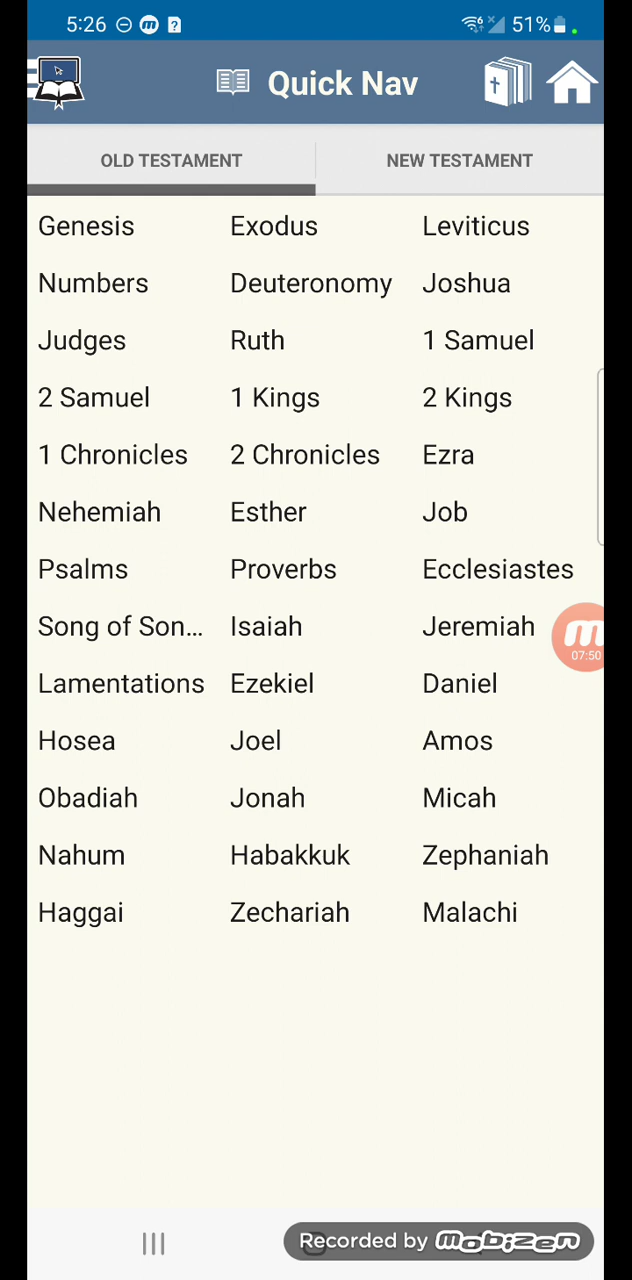 5:26 51%
Quick Nav
OLD TESTAMENT NEW TESTAMENT
Genesis Exodus Leviticus
Numbers Deuteronomy Joshua
Judges Ruth 1 Samuel
2 Samuel 1 Kings 2 Kings
1 Chronicles 2 Chronicles Ezra
Nehemiah Esther Job
Psalms Proverbs Ecclesiastes
Song of Son... Isaiah Jeremiah
07:50
Lamentations Ezekiel Daniel
Hosea Joel Amos
Obadiah Jonah Micah
Nahum Habakkuk Zephaniah
Haggai Zechariah Malachi
Recorded by mobizen